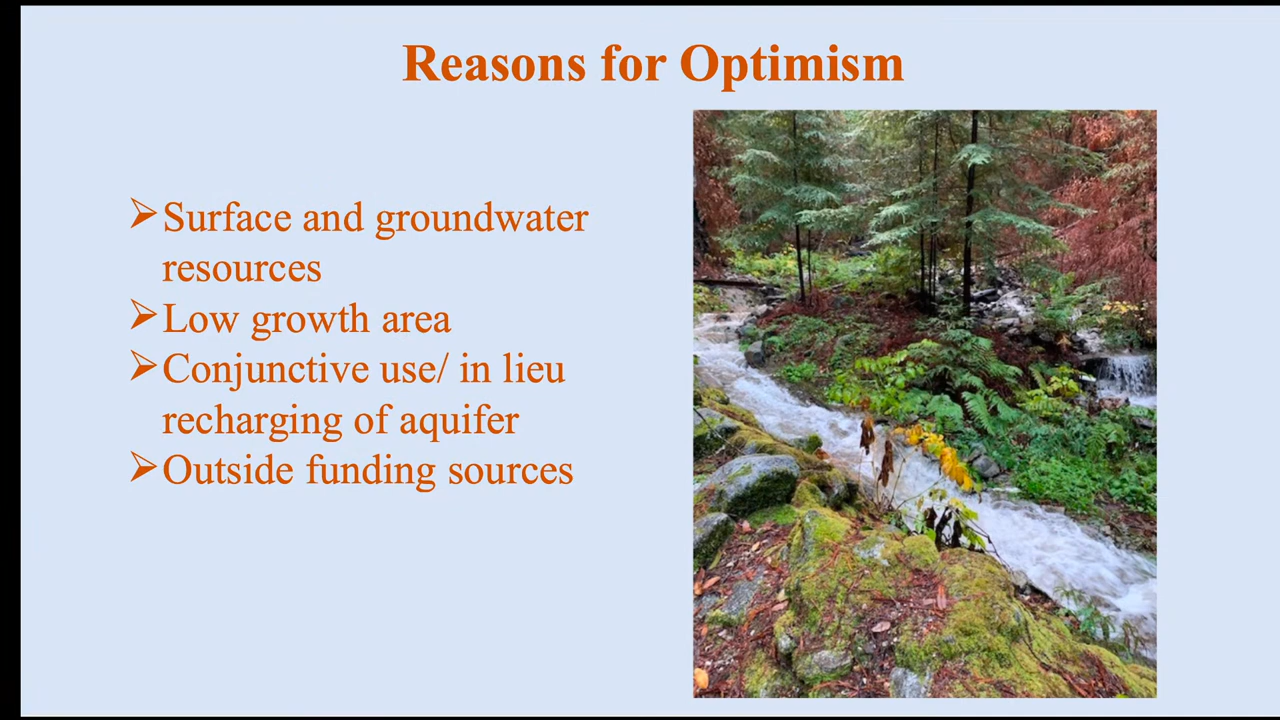 Reasons for Optimism
➢Surface and groundwater
resources
➢Low growth area
➢Conjunctive use/ in lieu
recharging of aquifer
➢Outside funding sources